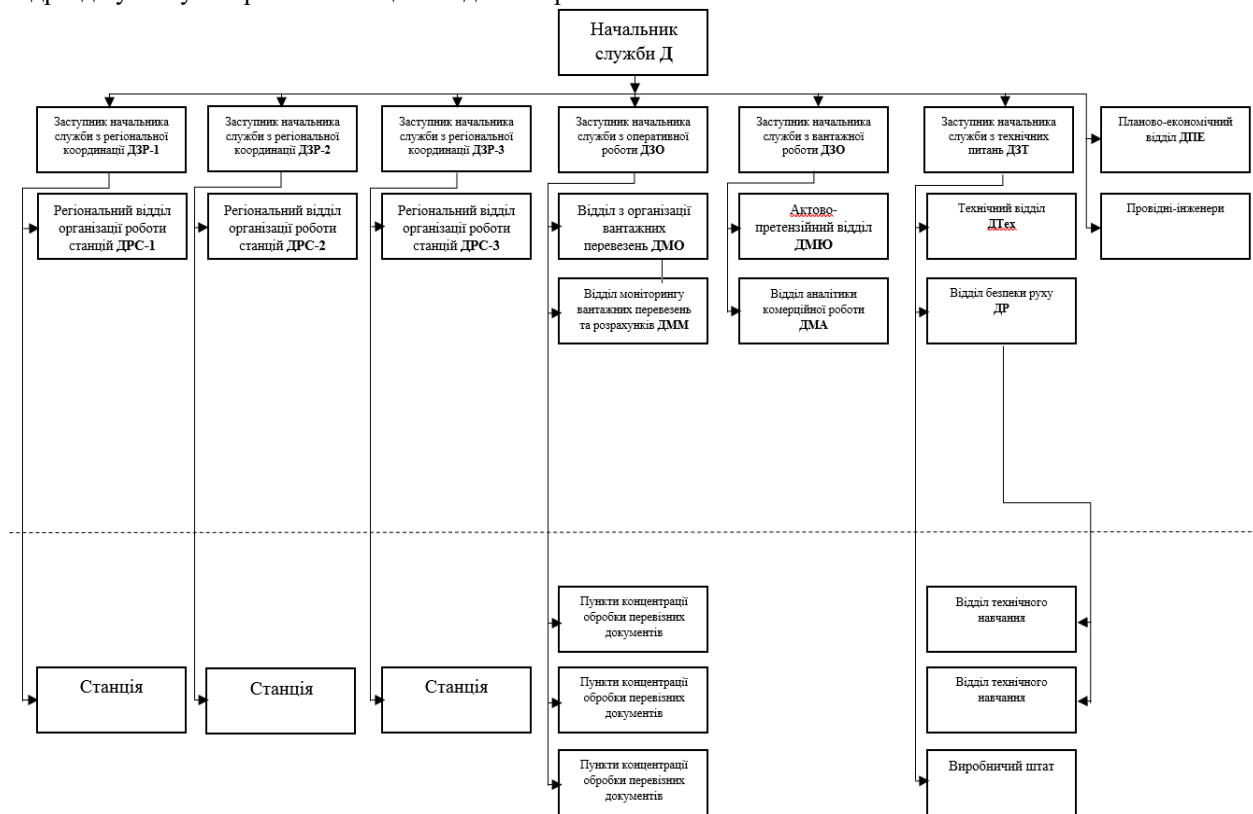 Начальник
служби Д
Заступник начальника
служби з регіональної
координації ДЗР-1
Заступник начальника
служби з регіональної
координації ДЗР-2
Заступник начальника
служби з регіональної
координації ДЗР-3
Заступник начальника
служби з оперативної
роботи ДЗО
Заступник начальника
служби з вантажної
роботи ДЗО
Заступник начальника
служби з технічних
питань ДЗТ
Планово-економічний
відділ ДПЕ
Регіональний відділ
організації роботи
станцій ДРС-1
Регіональний відділ
організації роботи
станцій ДРС-2
Регіональний відділ
організації роботи
станцій ДРС-3
Відділ з організації
вантажних
перевезень ДМО
Актово-
претензійний відділ
ДМЮ
Технічний відділ
ДТех
Провідні-інженери
Відділ моніторингу
вантажних перевезень
та розрахунків ДММ
Відділ аналітики
комерційної роботи
ДМА
Відділ безпеки руху
ДР
Пункти концентрації
обробки перевізних
документів
Відділ технічного
навчання
Станція
Станція
Станція
Пункти концентрації
обробки перевізних
документів
Відділ технічного
навчання
Пункти концентрації
обробки перевізних
документів
Виробничий штат